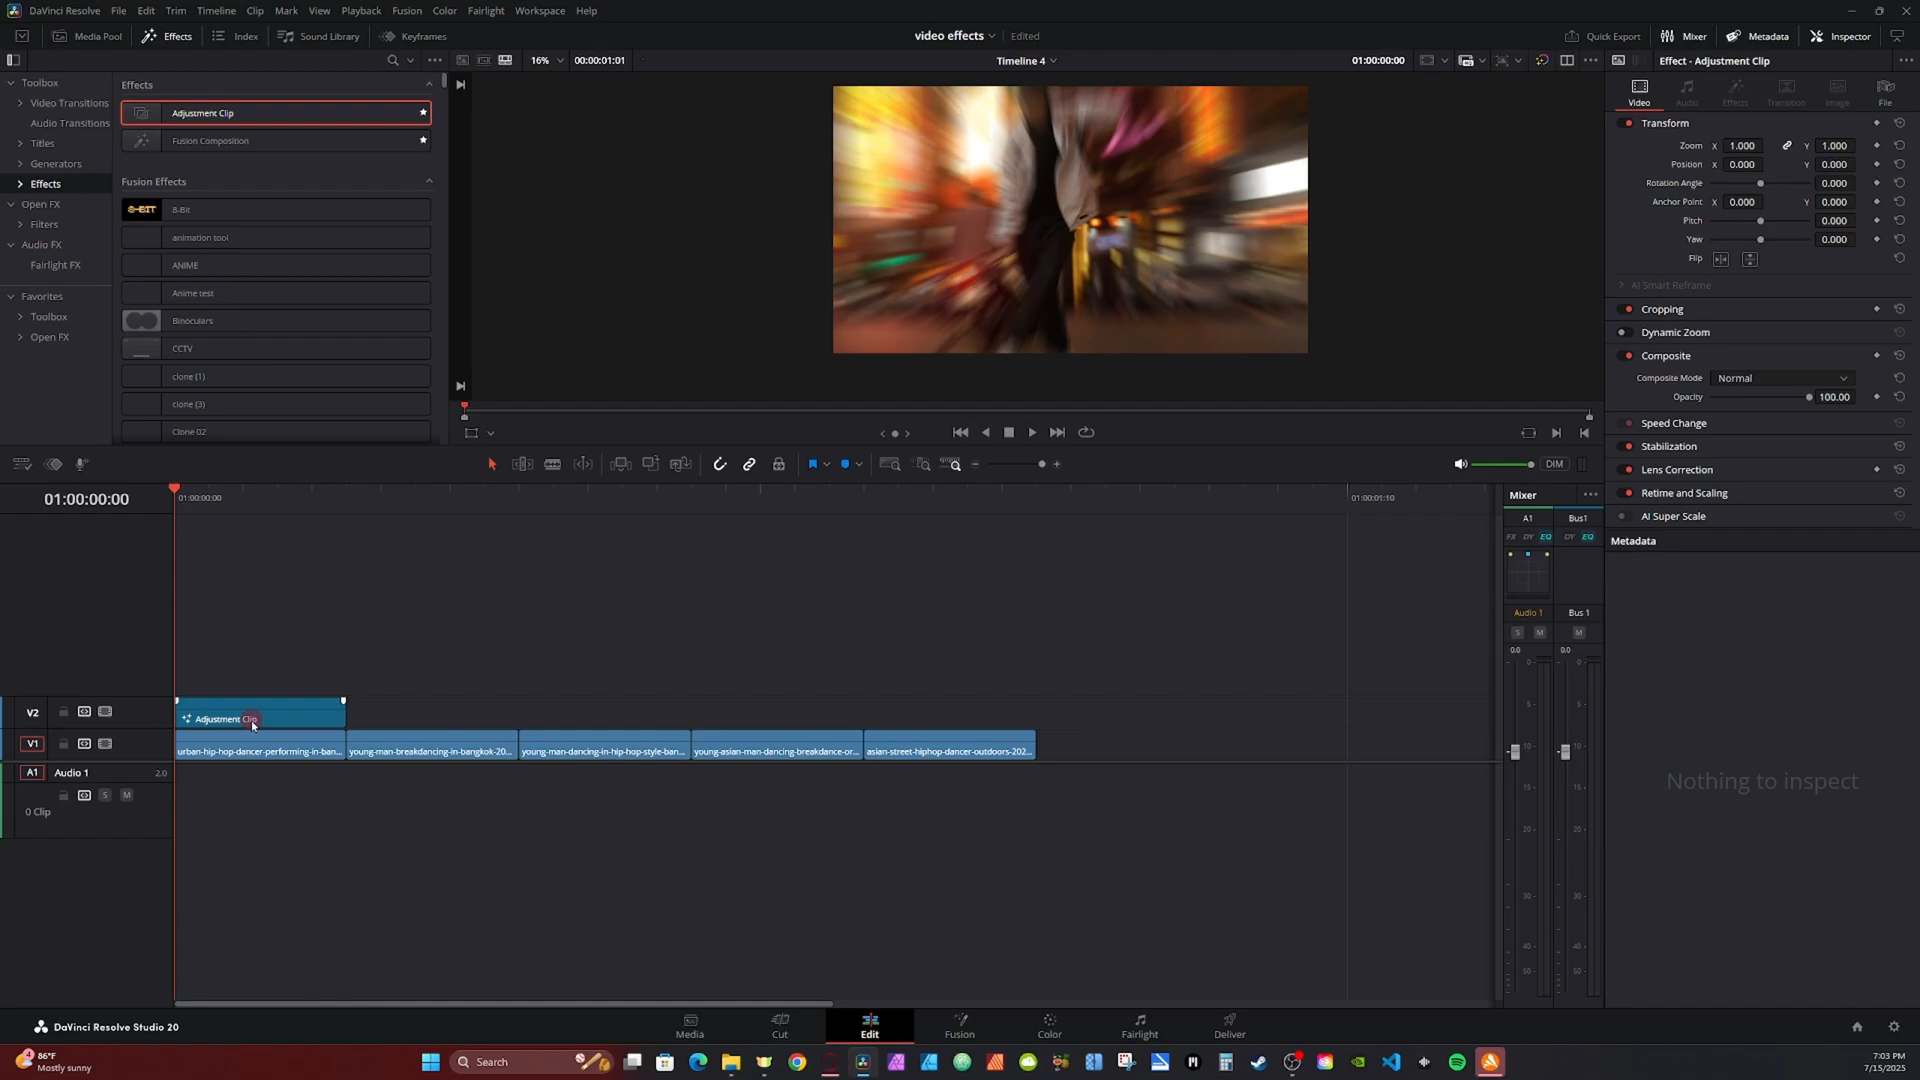 DaVinci Resolve File Edit Trim Timeline Clip Mark View Playback Fusion Color Fairlight Workspace Help
Media Pool Effects Index Sound Library Keyframes video effects Edited Quick Export Mixer Metadata Inspector
16% 00:00:01:01 Timeline 4 01:00:00:00 Effect - Adjustment Clip
Toolbox
Video Transitions
Audio Transitions
Titles
Generators
Effects
Open FX
Filters
Audio FX
Fairlight FX
Favorites
Toolbox
Open FX
Effects
Adjustment Clip
Fusion Composition
Fusion Effects
8-BIT 8-Bit
animation tool
ANIME
Anime test
Binoculars
CCTV
clone (1)
clone (3)
Clone 02
Video Audio Effects Transition Image File
Transform
Zoom X 1.000 Y 1.000
Position X 0.000 Y 0.000
Rotation Angle 0.000
Anchor Point X 0.000 Y 0.000
Pitch 0.000
Yaw 0.000
Flip
AI Smart Reframe
Cropping
Dynamic Zoom
Composite
Composite Mode Normal
Opacity 100.00
Speed Change
Stabilization
Lens Correction
Retime and Scaling
AI Super Scale
Metadata
Nothing to inspect
DIM
01:00:00:00 01:00:00:00 01:00:01:10
V2 Adjustment Clip
V1 urban-hip-hop-dancer-performing-in-ban... young-man-breakdancing-in-bangkok-20... young-man-dancing-in-hip-hop-style-ban... young-asian-man-dancing-breakdance-or... asian-street-hiphop-dancer-outdoors-202...
A1 Audio 1 2.0
S M
0 Clip
Mixer
A1 Bus1
FX DY EQ DY EQ
Audio 1 Bus 1
S M M
0.0 0.0
0 0
5 5
10 10
15 15
20 20
30 30
40 40
50 50
DaVinci Resolve Studio 20 Media Cut Edit Fusion Color Fairlight Deliver
4 86°F
Mostly sunny
Search
7:03 PM
7/15/2025